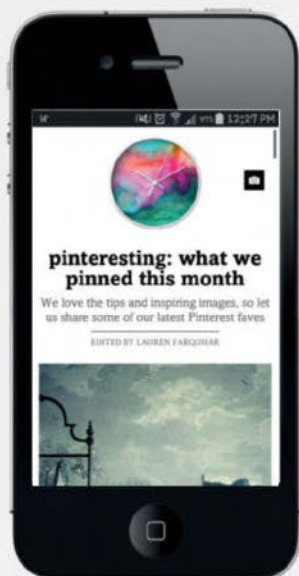 14°
12:27 PM
pinteresting: what we
pinned this month
We love the tips and inspiring images, so let
us share some of our latest Pinterest faves
EDITED BY LAUREN FARQUHAR